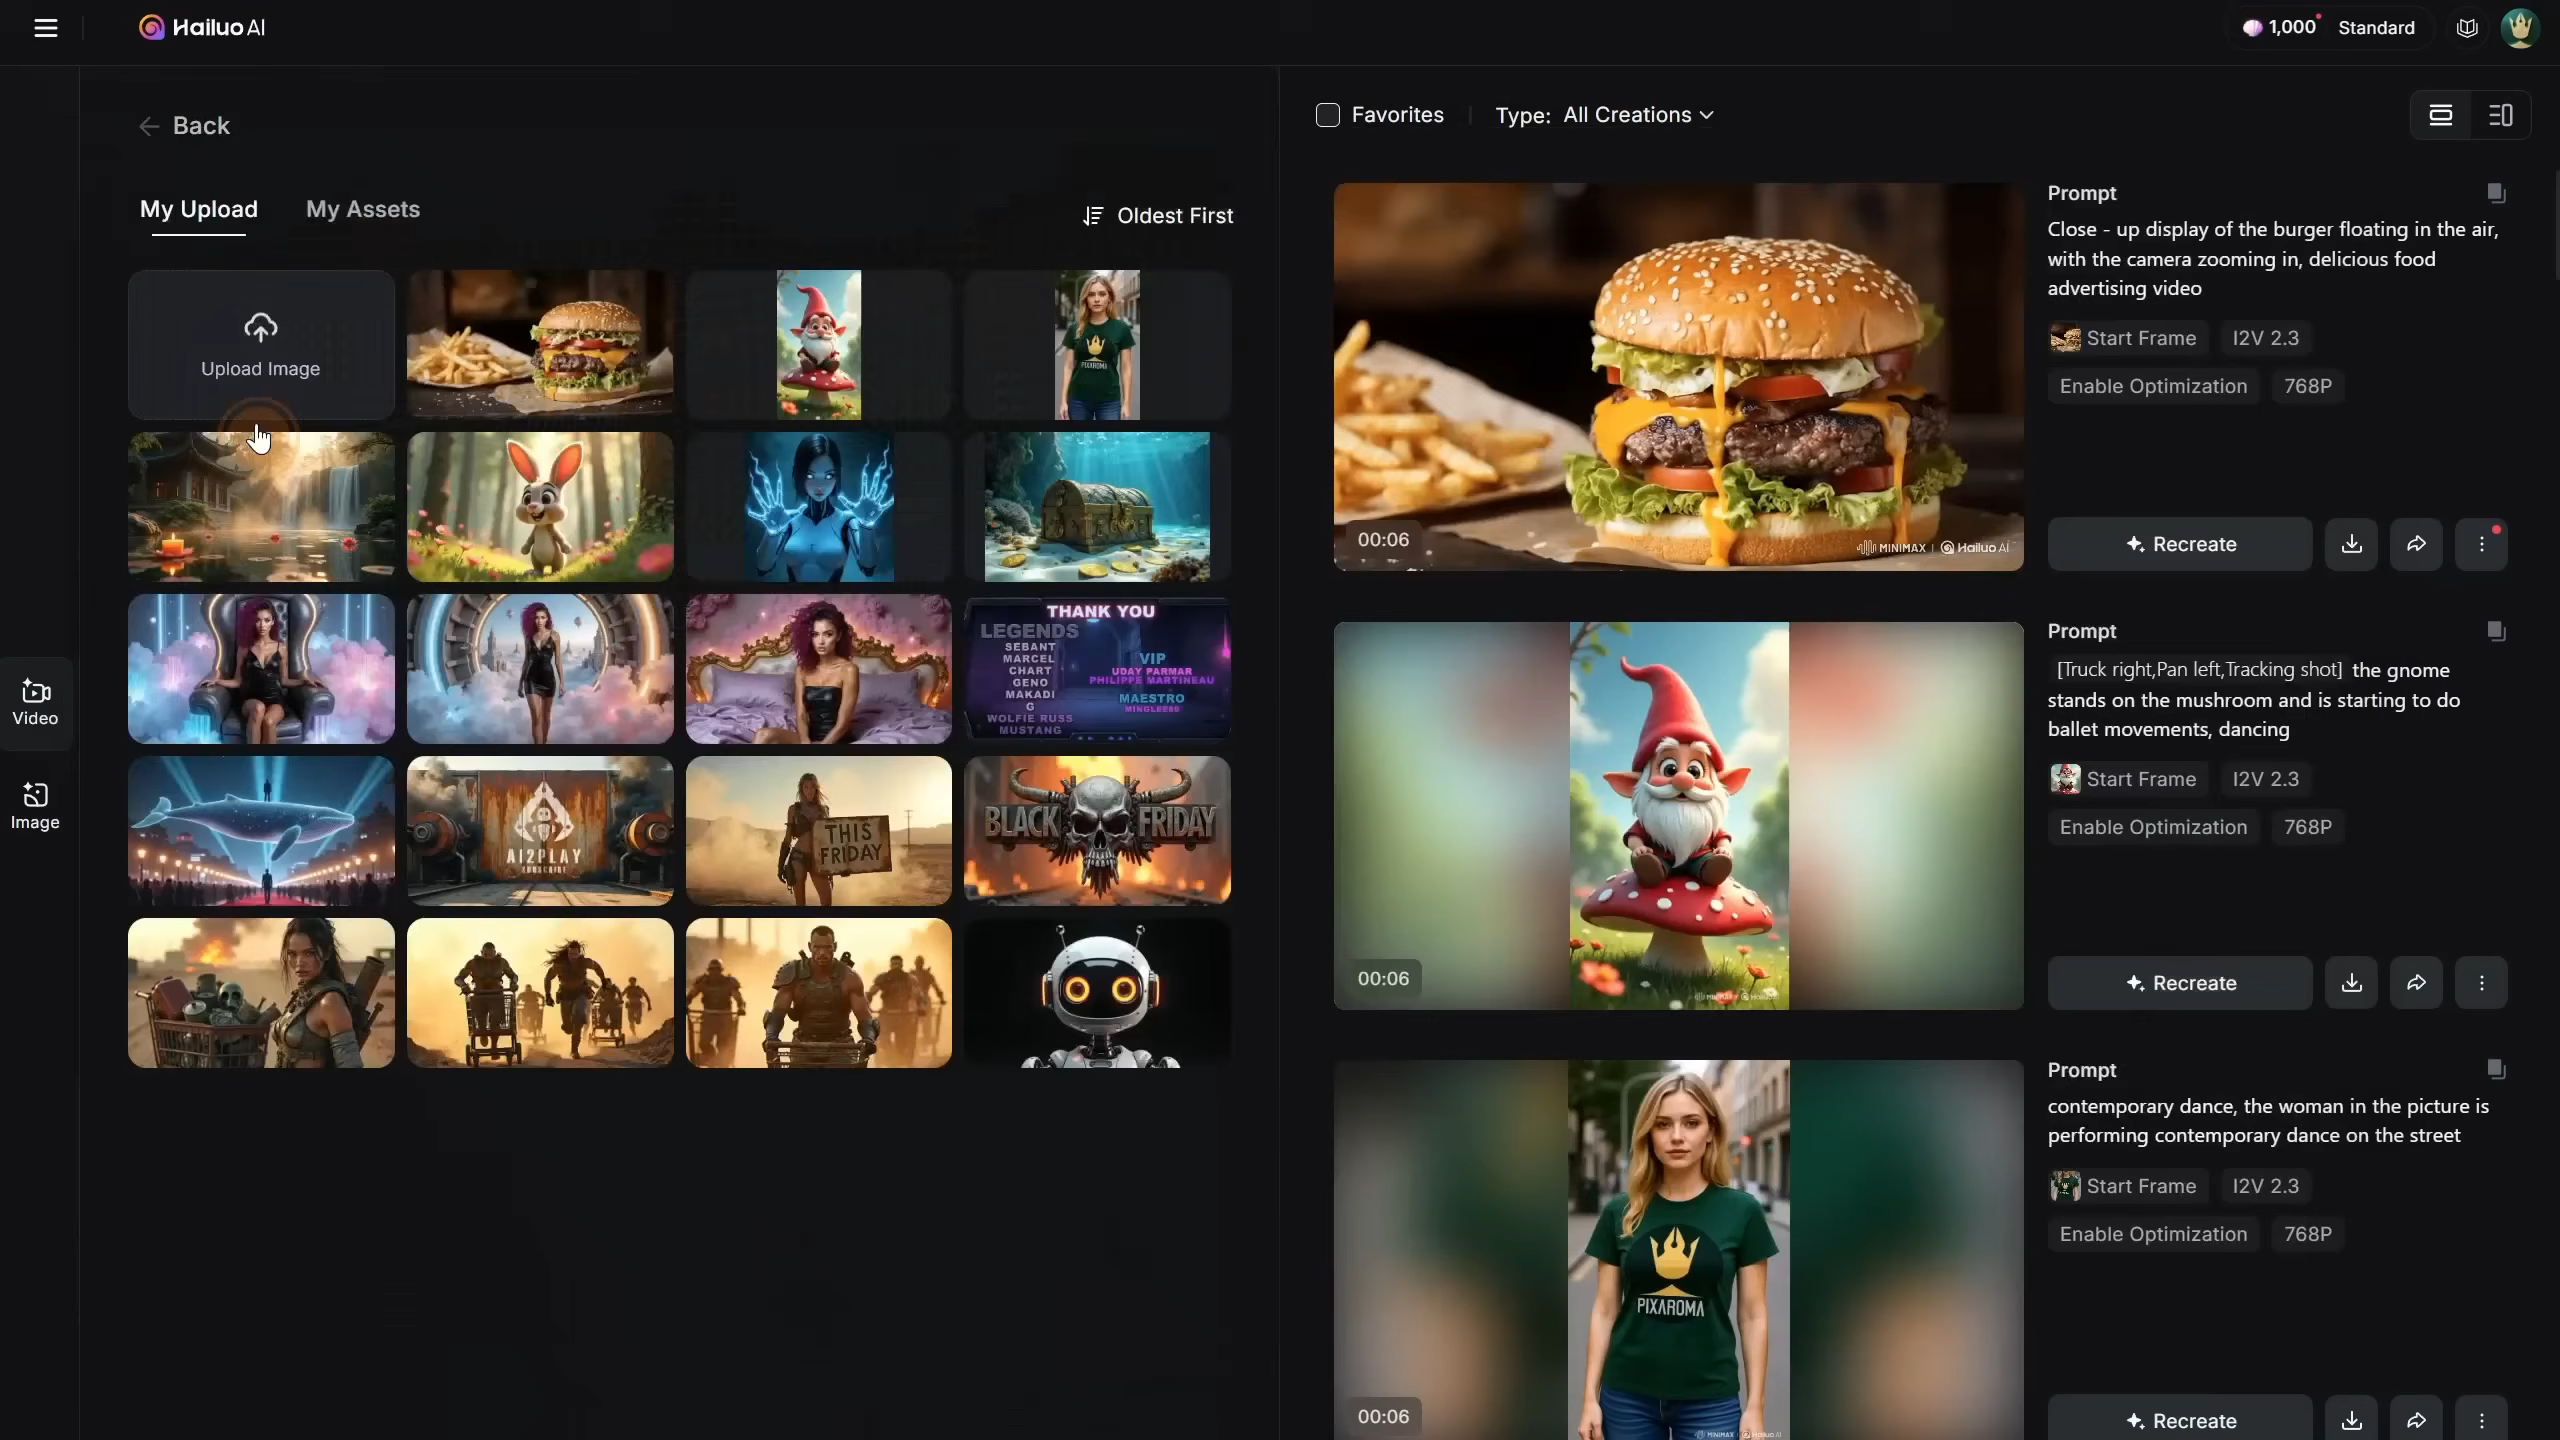 Hailuo AI
1,000
Standard
Back
My Upload
My Assets
Oldest First
Upload Image
THANK YOU
LEGENDS
SEBANT
MARCEL
CHART
GENO
MAKADI
G
WOLFIE RUSS
MUSTANG
VIP
UDAY PARMAR
PHILIPPE MARTINEAU
MAESTRO
MINGLEBD
PIXAROMA
AI2PLAY
SUBSCRIBE
THIS
FRIDAY
BLACK FRIDAY
Video
Image
Favorites
Type: All Creations
00:06
MINIMAX | Hailuo AI
Prompt
Close - up display of the burger floating in the air,
with the camera zooming in, delicious food
advertising video
Start Frame
I2V 2.3
Enable Optimization
768P
Recreate
00:06
Prompt
[Truck right,Pan left,Tracking shot] the gnome
stands on the mushroom and is starting to do
ballet movements, dancing
Start Frame
I2V 2.3
Enable Optimization
768P
Recreate
PIXAROMA
00:06
Prompt
contemporary dance, the woman in the picture is
performing contemporary dance on the street
Start Frame
I2V 2.3
Enable Optimization
768P
Recreate